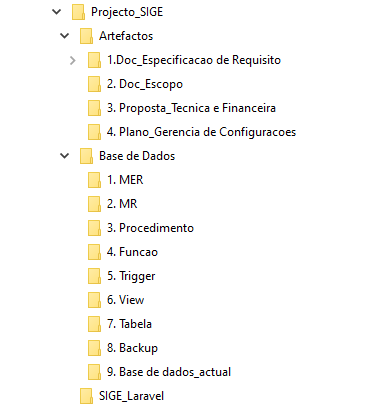 Projecto_SIGE
Artefactos
1.Doc_Especificacao de Requisito
2. Doc_Escopo
3. Proposta_Tecnica e Financeira
4. Plano_Gerencia de Configuracoes
Base de Dados
1. MER
2. MR
3. Procedimento
4. Funcao
5. Trigger
6. View
7. Tabela
8. Backup
9. Base de dados_actual
SIGE_Laravel